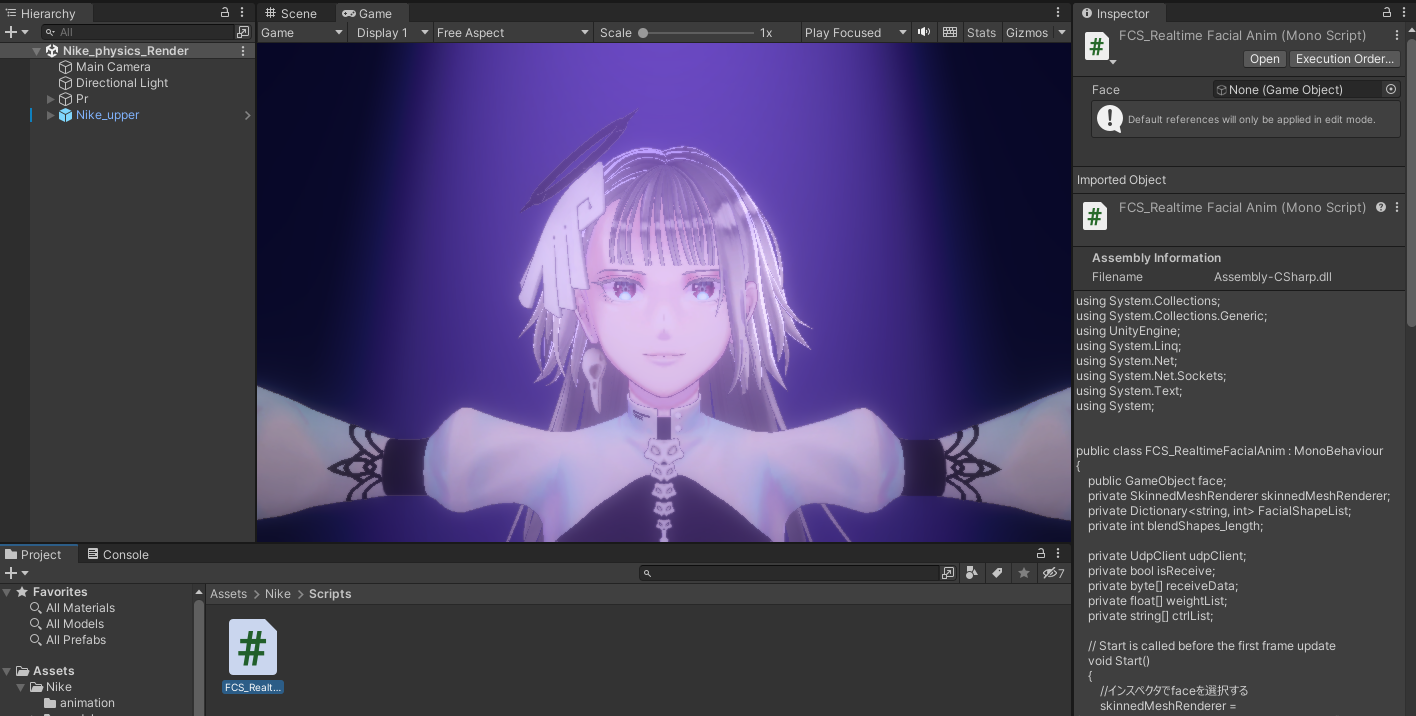 Hierarchy
All
Nike_physics_Render
Main Camera
Directional Light
Pr
Nike_upper
Scene
Game
Game
Display 1
Free Aspect
Scale
1x
Play Focused
Stats
Gizmos
Inspector
FCS_Realtime Facial Anim (Mono Script)
Open
Execution Order...
Face
None (Game Object)
Default references will only be applied in edit mode.
Imported Object
FCS_Realtime Facial Anim (Mono Script)
Assembly Information
Filename Assembly-CSharp.dll
using System.Collections;
using System.Collections.Generic;
using UnityEngine;
using System.Linq;
using System.Net;
using System.Net.Sockets;
using System.Text;
using System;
public class FCS_RealtimeFacialAnim : MonoBehaviour
{
public GameObject face;
private SkinnedMeshRenderer skinnedMeshRenderer;
private Dictionary<string, int> FacialShapeList;
private int blendShapes_length;
private UdpClient udpClient;
private bool isReceive;
private byte[] receiveData;
private float[] weightList;
private string[] ctrlList;
// Start is called before the first frame update
void Start()
{
//インスペクタでfaceを選択する
skinnedMeshRenderer =
Project
Console
7
Favorites
All Materials
All Models
All Prefabs
Assets
Nike
animation
Assets > Nike > Scripts
FCS_Realt...